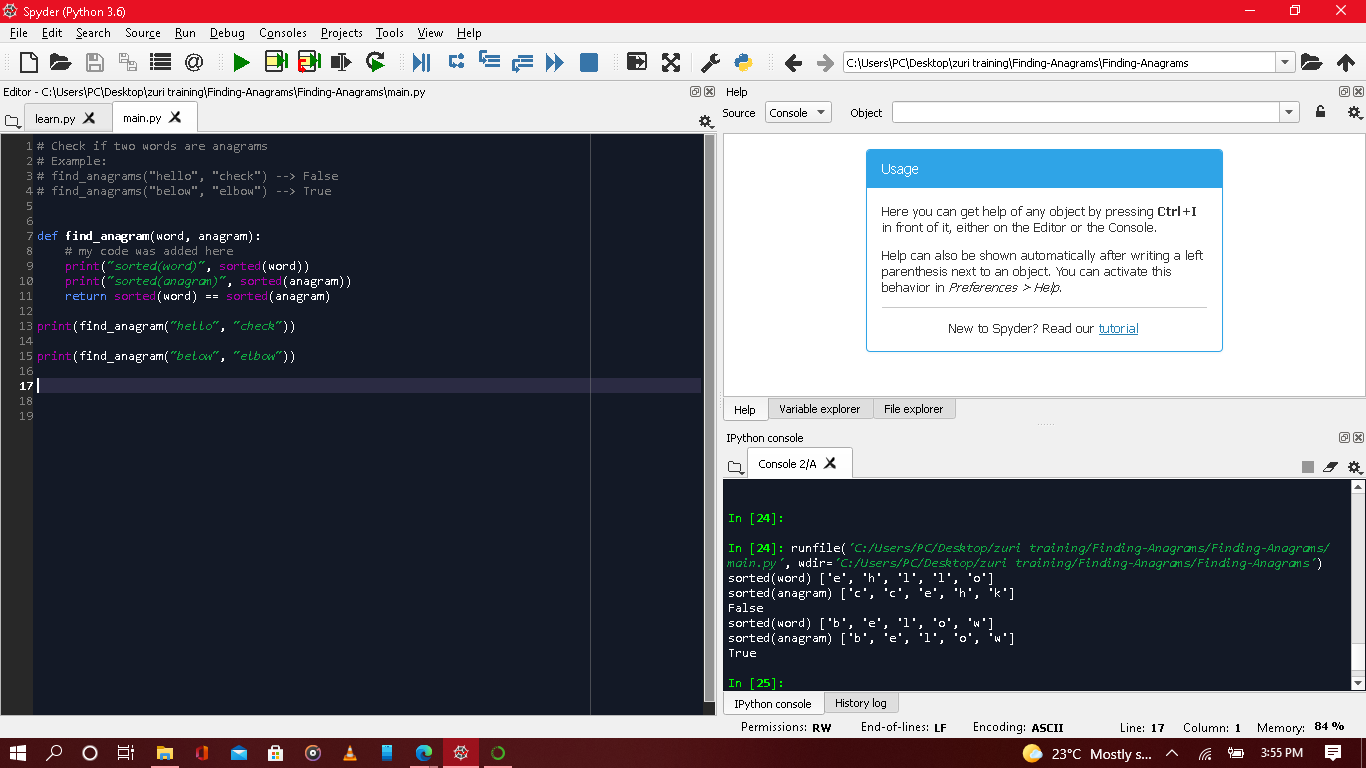 Spyder (Python 3.6)
File Edit Search Source Run Debug Consoles Projects Tools View Help
C:\Users\PC\Desktop\zuri training\Finding-Anagrams\Finding-Anagrams
Editor - C:\Users\PC\Desktop\zuri training\Finding-Anagrams\Finding-Anagrams\main.py
learn.py
main.py
1 # Check if two words are anagrams
2 # Example:
3 # find_anagrams("hello", "check") --> False
4 # find_anagrams("below", "elbow") --> True
5
6
7 def find_anagram(word, anagram):
8     # my code was added here
9     print("sorted(word)", sorted(word))
10     print("sorted(anagram)", sorted(anagram))
11     return sorted(word) == sorted(anagram)
12
13 print(find_anagram("hello", "check"))
14
15 print(find_anagram("below", "elbow"))
16
17
18
19
Help
Source Console Object
Usage
Here you can get help of any object by pressing Ctrl+I
in front of it, either on the Editor or the Console.
Help can also be shown automatically after writing a left
parenthesis next to an object. You can activate this
behavior in Preferences > Help.
New to Spyder? Read our tutorial
Help Variable explorer File explorer
IPython console
Console 2/A
In [24]:
In [24]: runfile('C:/Users/PC/Desktop/zuri training/Finding-Anagrams/Finding-Anagrams/
main.py', wdir='C:/Users/PC/Desktop/zuri training/Finding-Anagrams/Finding-Anagrams')
sorted(word) ['e', 'h', 'l', 'l', 'o']
sorted(anagram) ['c', 'c', 'e', 'h', 'k']
False
sorted(word) ['b', 'e', 'l', 'o', 'w']
sorted(anagram) ['b', 'e', 'l', 'o', 'w']
True
In [25]:
IPython console History log
Permissions: RW End-of-lines: LF Encoding: ASCII Line: 17 Column: 1 Memory: 84 %
23°C Mostly s... 3:55 PM